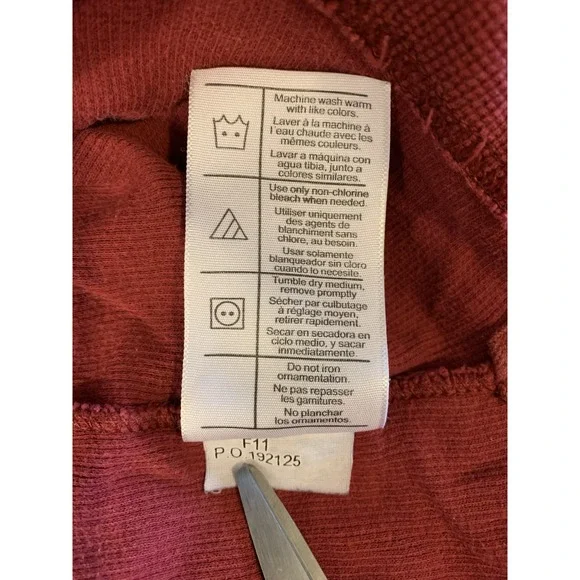 Machine wash warm
with like colors.
Laver à la machine à
l'eau chaude avec les
mêmes couleurs.
Lavar a máquina con
agua tibia, junto a
colores similares.
Use only non-chlorine
bleach when needed.
Utiliser uniquement
des agents de
blanchiment sans
chlore, au besoin.
Usar solamente
blanqueador sin cloro
cuando lo necesite.
Tumble dry medium,
remove promptly
Sécher par culbutage
à réglage moyen,
retirer rapidement.
Secar en secadora en
ciclo medio, y sacar
inmediatamente.
Do not iron
ornamentation.
Ne pas repasser
les garnitures.
No planchar
los ornamentos.
F11
P.O.192125